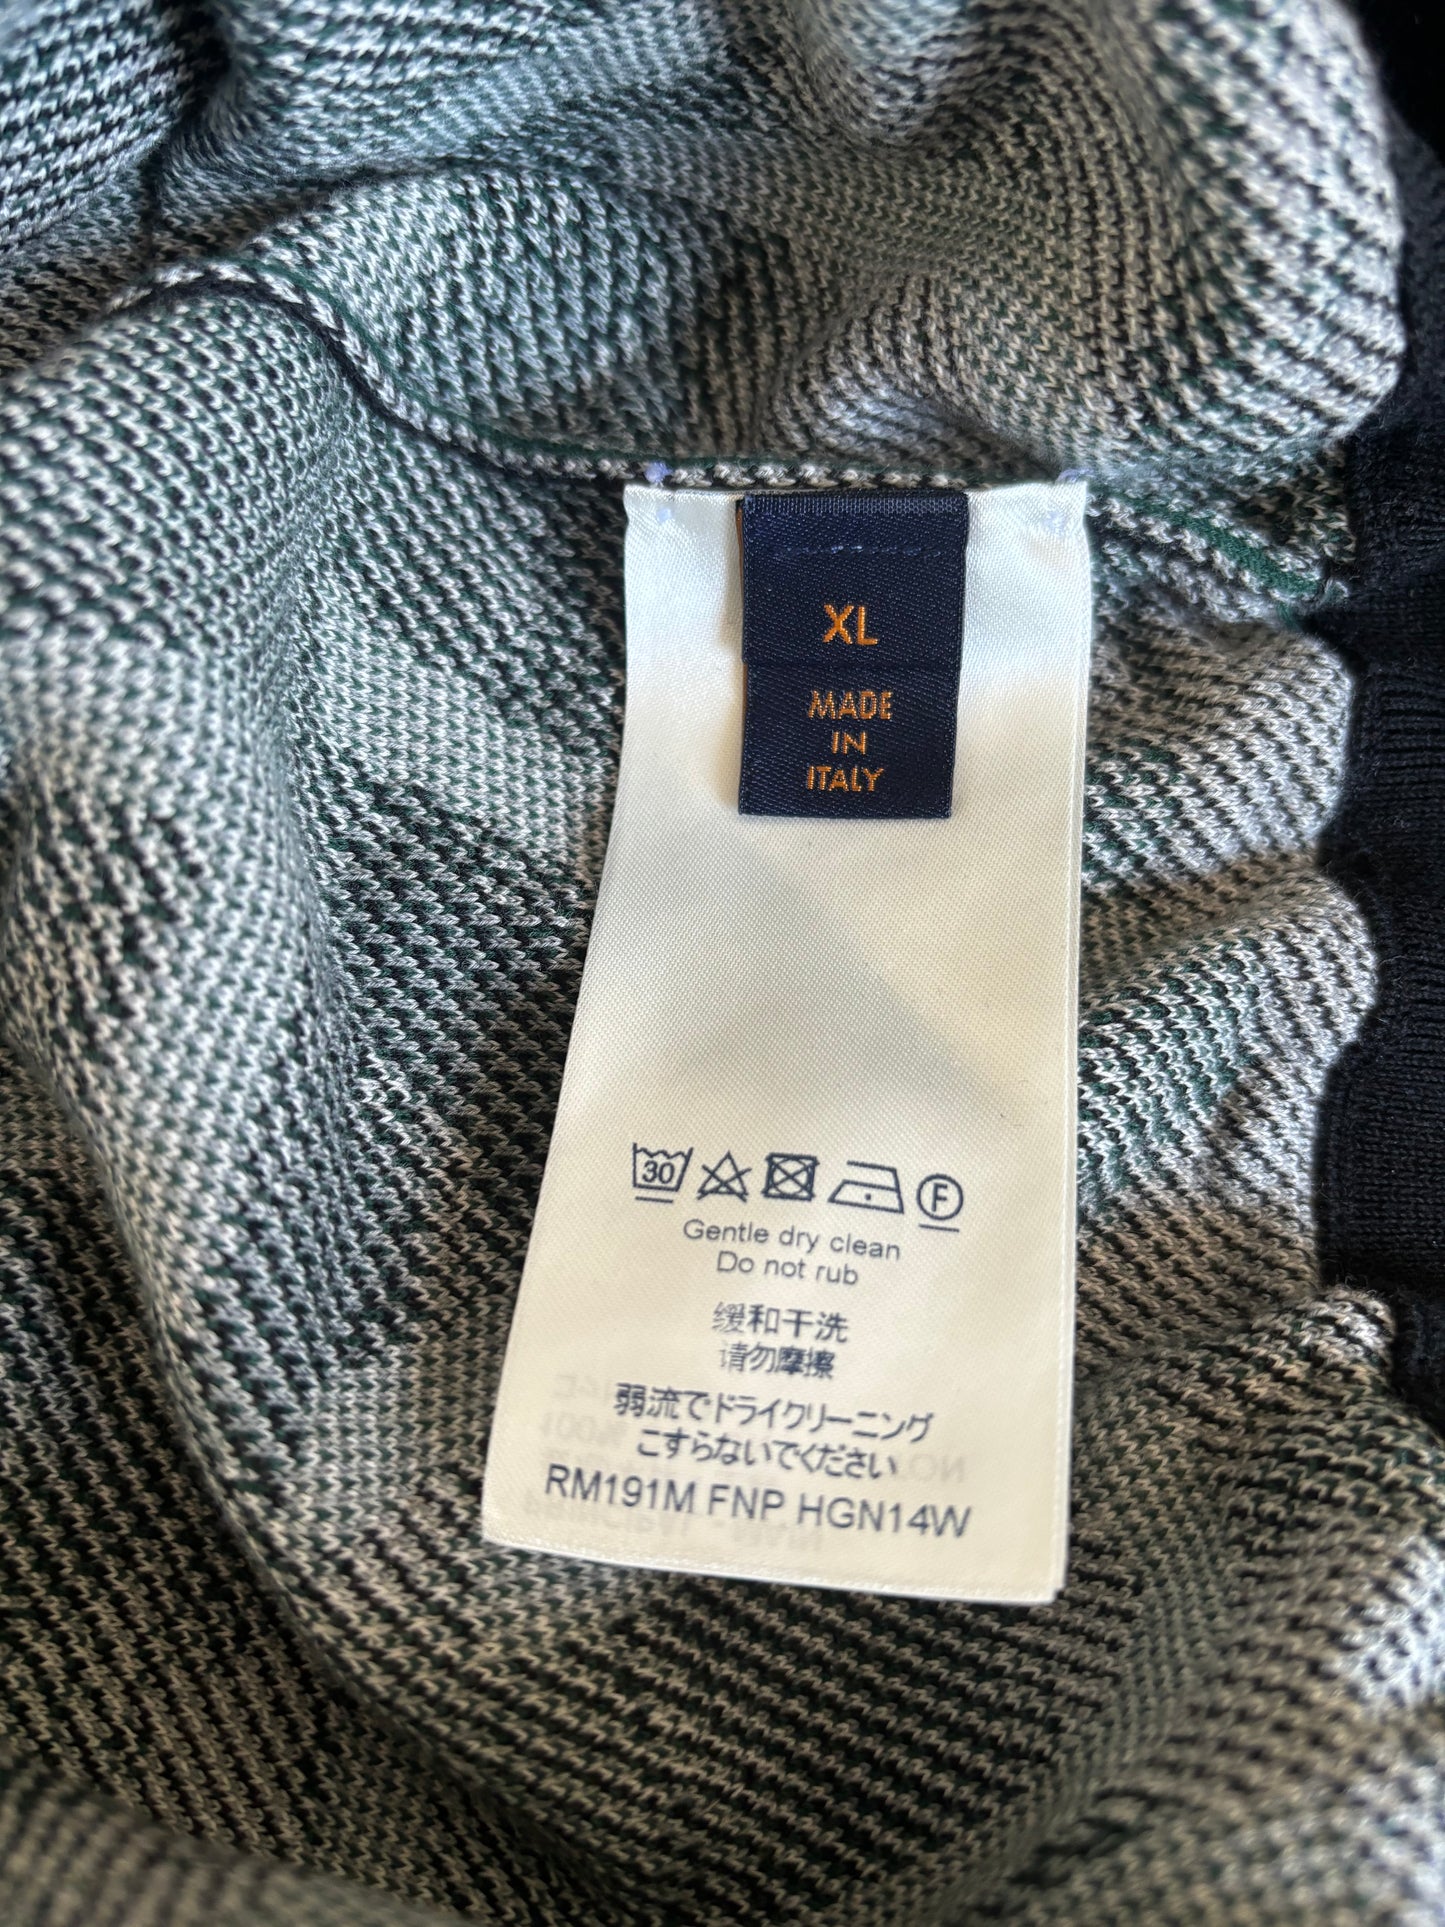 XL
MADE
IN
ITALY
30
F
Gentle dry clean
Do not rub
缓和干洗
请勿摩擦
弱流でドライクリーニング
こすらないでください
RM191M FNP HGN14W